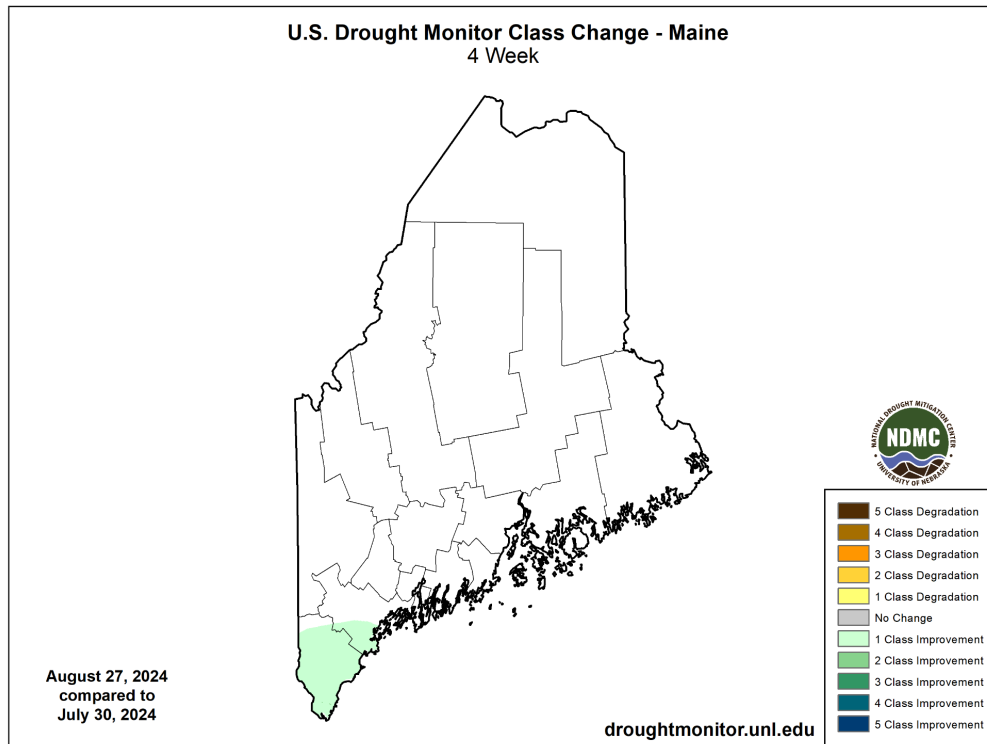 U.S. Drought Monitor Class Change - Maine
4 Week
NATIONAL DROUGHT MITIGATION CENTER
NDMC
UNIVERSITY OF NEBRASKA
5 Class Degradation
4 Class Degradation
3 Class Degradation
2 Class Degradation
1 Class Degradation
No Change
1 Class Improvement
2 Class Improvement
3 Class Improvement
4 Class Improvement
5 Class Improvement
August 27, 2024
compared to
July 30, 2024
droughtmonitor.unl.edu